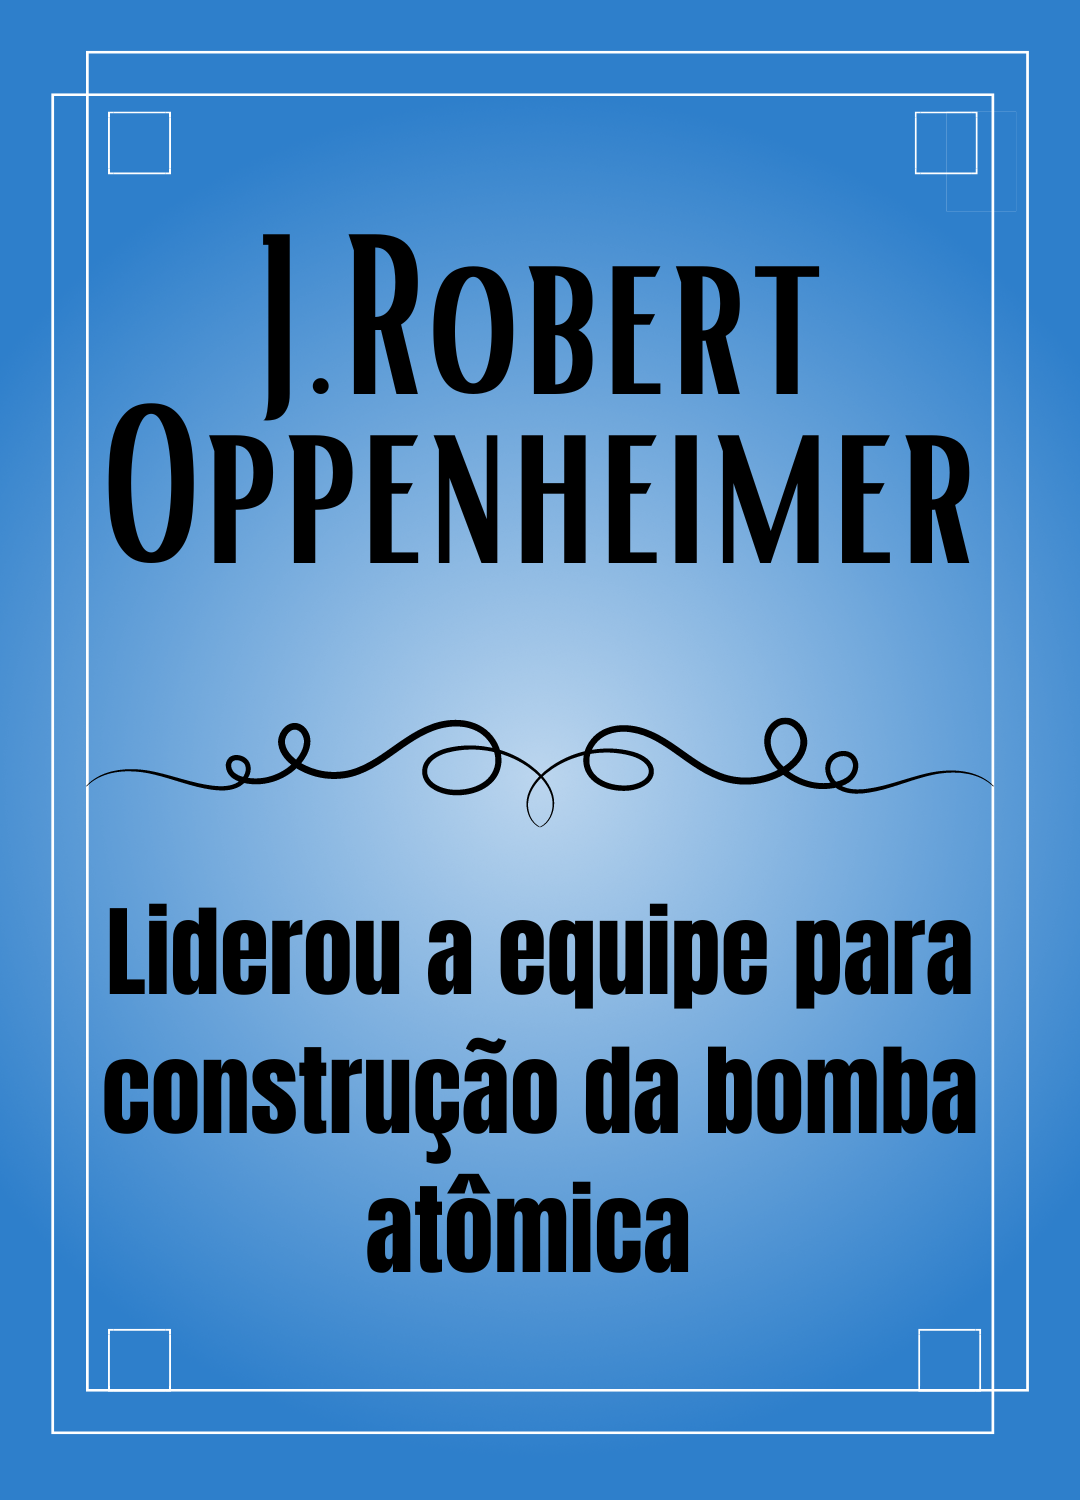 J.Robert
Oppenheimer
Liderou a equipe para
construção da bomba
atômica